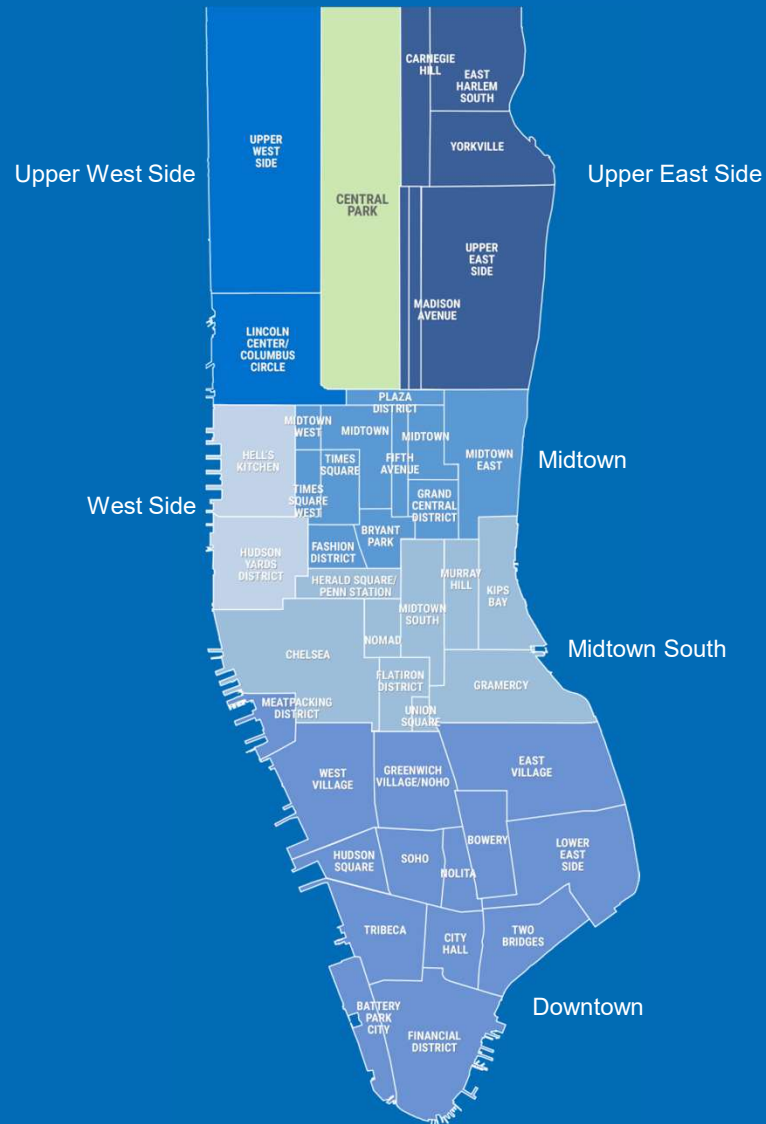 CARNEGIE
HILL
EAST
HARLEM
SOUTH
UPPER
WEST
SIDE
YORKVILLE
Upper West Side
Upper East Side
CENTRAL
PARK
UPPER
EAST
SIDE
MADISON
AVENUE
LINCOLN
CENTER/
COLUMBUS
CIRCLE
PLAZA
DISTRICT
MIDTOWN
WEST
MIDTOWN
MIDTOWN
HELL'S
KITCHEN
TIMES
SQUARE
FIFTH
AVENUE
MIDTOWN
EAST
Midtown
West Side
TIMES
SQUARE
WEST
GRAND
CENTRAL
DISTRICT
BRYANT
PARK
HUDSON
YARDS
DISTRICT
FASHION
DISTRICT
HERALD SQUARE/
PENN STATION
MURRAY
HILL
KIPS
BAY
MIDTOWN
SOUTH
NOMAD
CHELSEA
Midtown South
FLATIRON
DISTRICT
GRAMERCY
MEATPACKING
DISTRICT
UNION
SQUARE
WEST
VILLAGE
GREENWICH
VILLAGE/NOHO
EAST
VILLAGE
HUDSON
SQUARE
SOHO
NOLITA
BOWERY
LOWER
EAST
SIDE
TRIBECA
CITY
HALL
TWO
BRIDGES
BATTERY
PARK
CITY
FINANCIAL
DISTRICT
Downtown